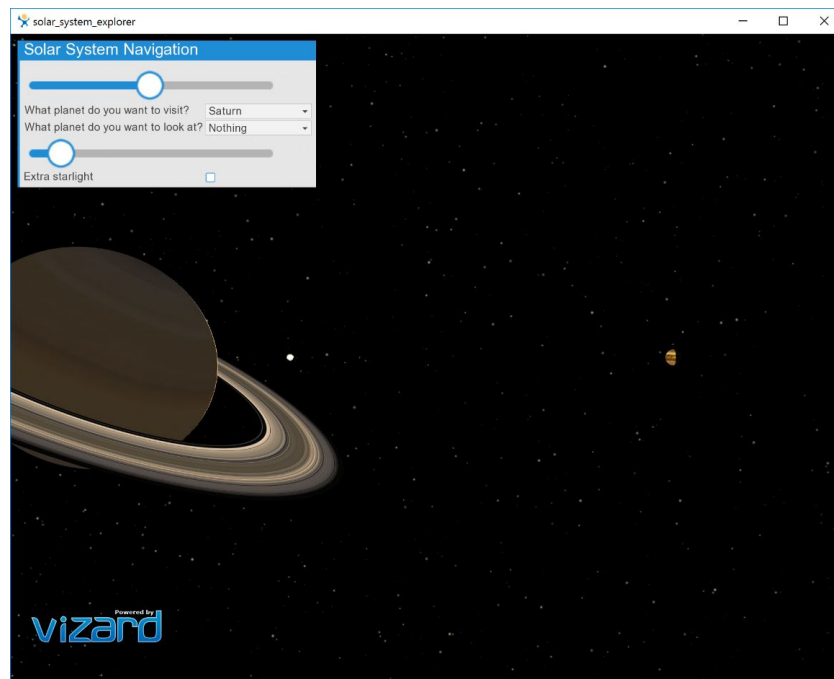 solar_system_explorer
Solar System Navigation
What planet do you want to visit? Saturn
What planet do you want to look at? Nothing
Extra starlight
Powered by
vizard